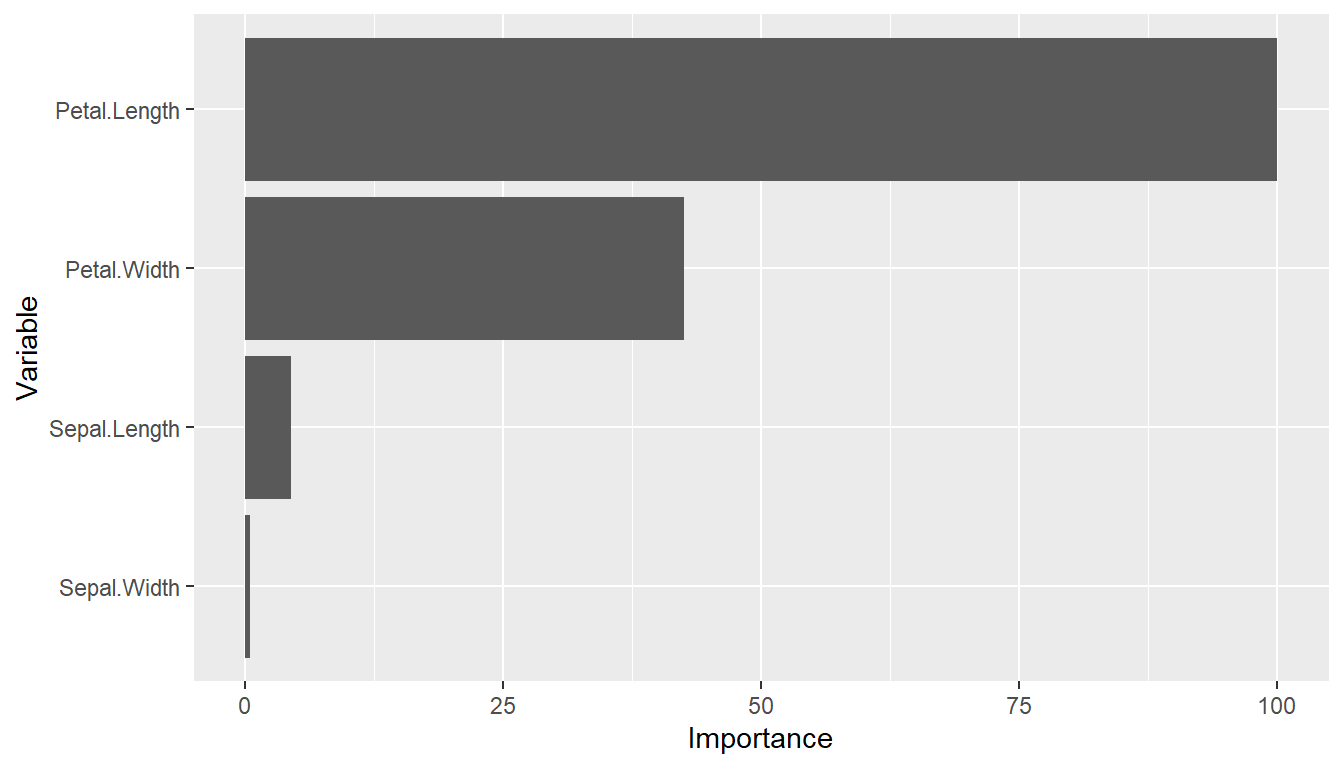 Petal.Length
Petal.Width
Sepal.Length
Sepal.Width
Variable
0 25 50 75 100
Importance